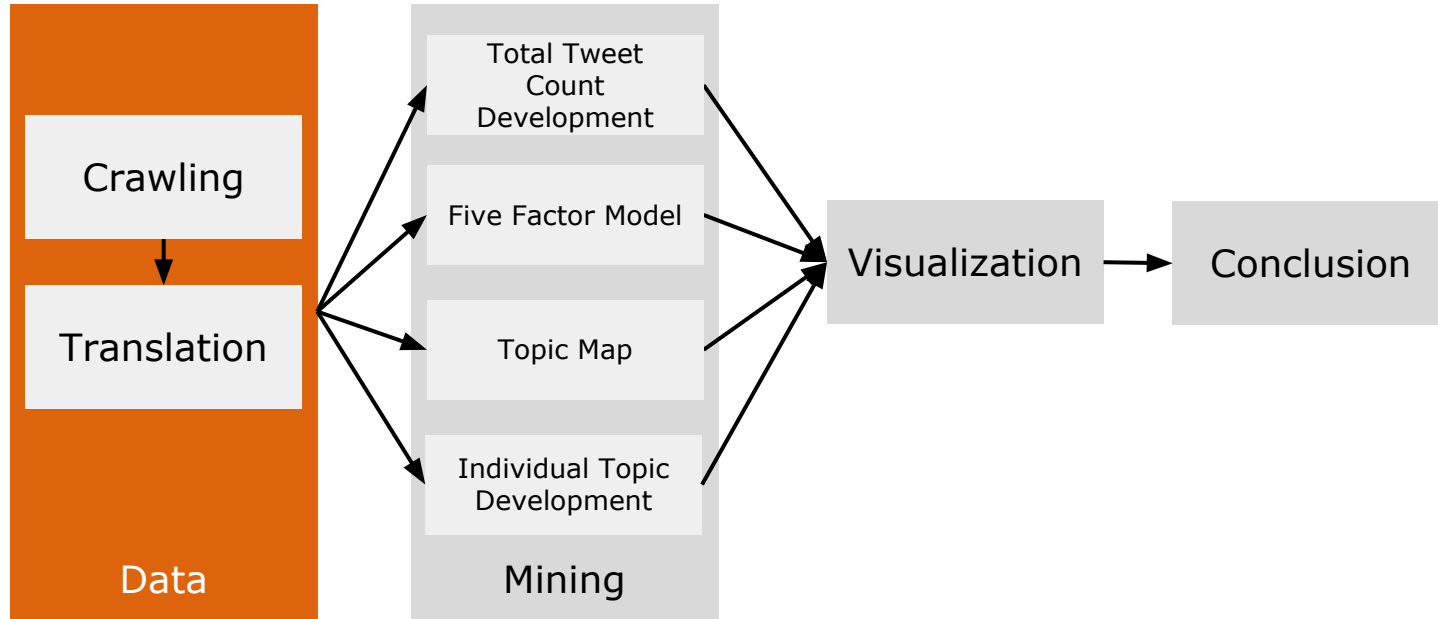 Crawling
Translation
Data
Total Tweet
Count
Development
Five Factor Model
Topic Map
Individual Topic
Development
Mining
Visualization
Conclusion